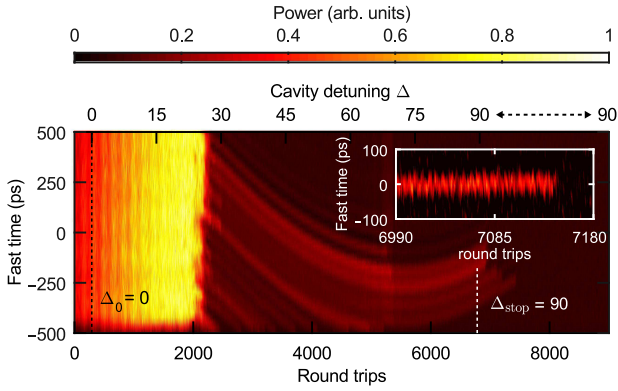 Power (arb. units)
0 0.2 0.4 0.6 0.8 1
Cavity detuning Δ
0 15 30 45 60 75 90 90
500
250
0
−250
−500
Fast time (ps)
Δ₀ = 0
100
0
-100
Fast time (ps)
6990 7085 7180
round trips
Δstop = 90
0 2000 4000 6000 8000
Round trips